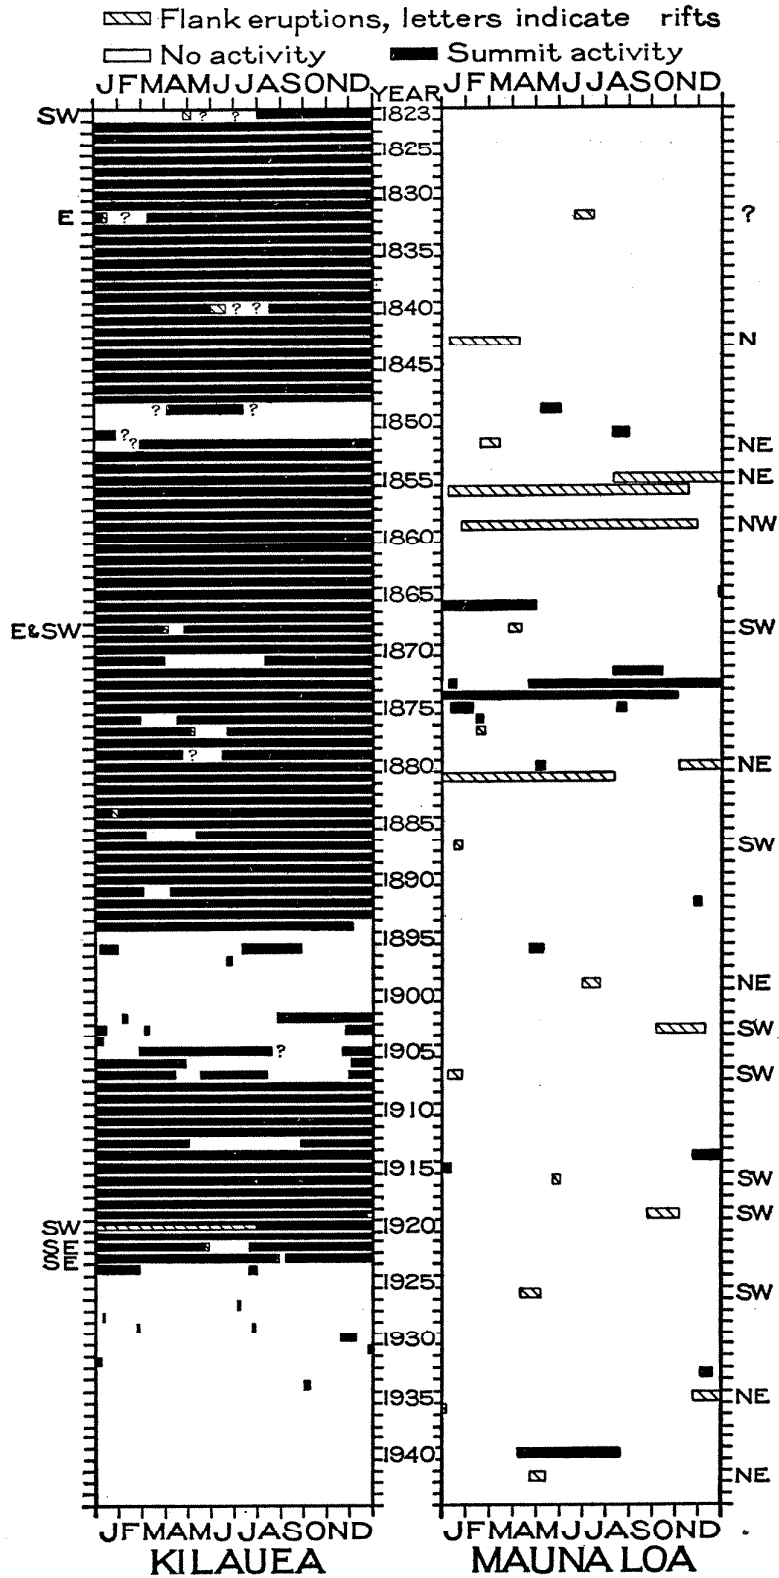 Flank eruptions, letters indicate rifts
No activity Summit activity
JFMAMJJASOND YEAR JFMAMJJASOND
SW ? ? 1823
1825
1830
E ? ?
1835
1840
? ?
N
1845
? ?
1850
?
? NE
1855 NE
NW
1860
1865
E&SW SW
1870
1875
?
1880 NE
1885
SW
1890
1895
NE
1900
SW
1905
?
SW
1910
1915
SW
SW
SW 1920
SE
SE
1925
SW
1930
1935 NE
1940
NE
JFMAMJJASOND JFMAMJJASOND
KILAUEA MAUNA LOA